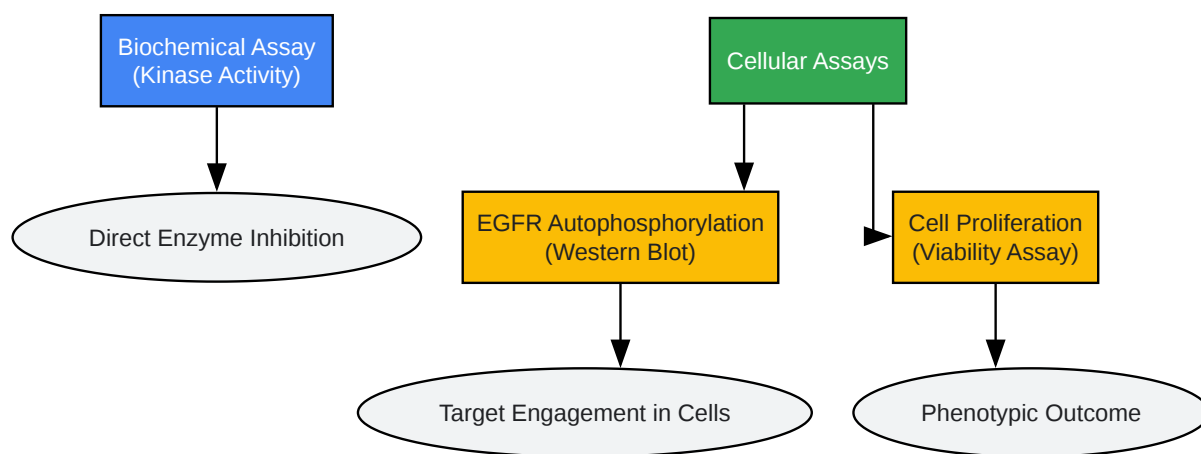 Biochemical Assay
(Kinase Activity)
Cellular Assays
Direct Enzyme Inhibition
EGFR Autophosphorylation
(Western Blot)
Cell Proliferation
(Viability Assay)
Target Engagement in Cells
Phenotypic Outcome